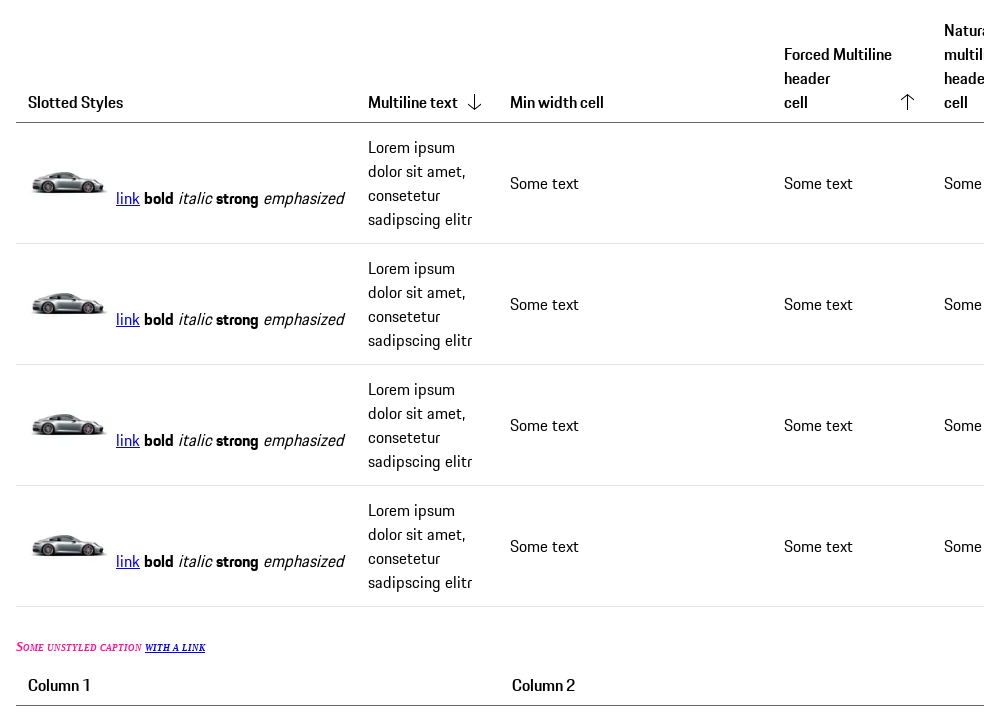 Slotted Styles
Multiline text
Min width cell
Forced Multiline
header
cell
multil
heade
cell
link bold italic strong emphasized
Lorem ipsum
dolor sit amet,
consetetur
sadipscing elitr
Some text
Some text
Some
link bold italic strong emphasized
Lorem ipsum
dolor sit amet,
consetetur
sadipscing elitr
Some text
Some text
Some
link bold italic strong emphasized
Lorem ipsum
dolor sit amet,
consetetur
sadipscing elitr
Some text
Some text
Some
link bold italic strong emphasized
Lorem ipsum
dolor sit amet,
consetetur
sadipscing elitr
Some text
Some text
Some
Some unstyled caption with a link
Column 1
Column 2